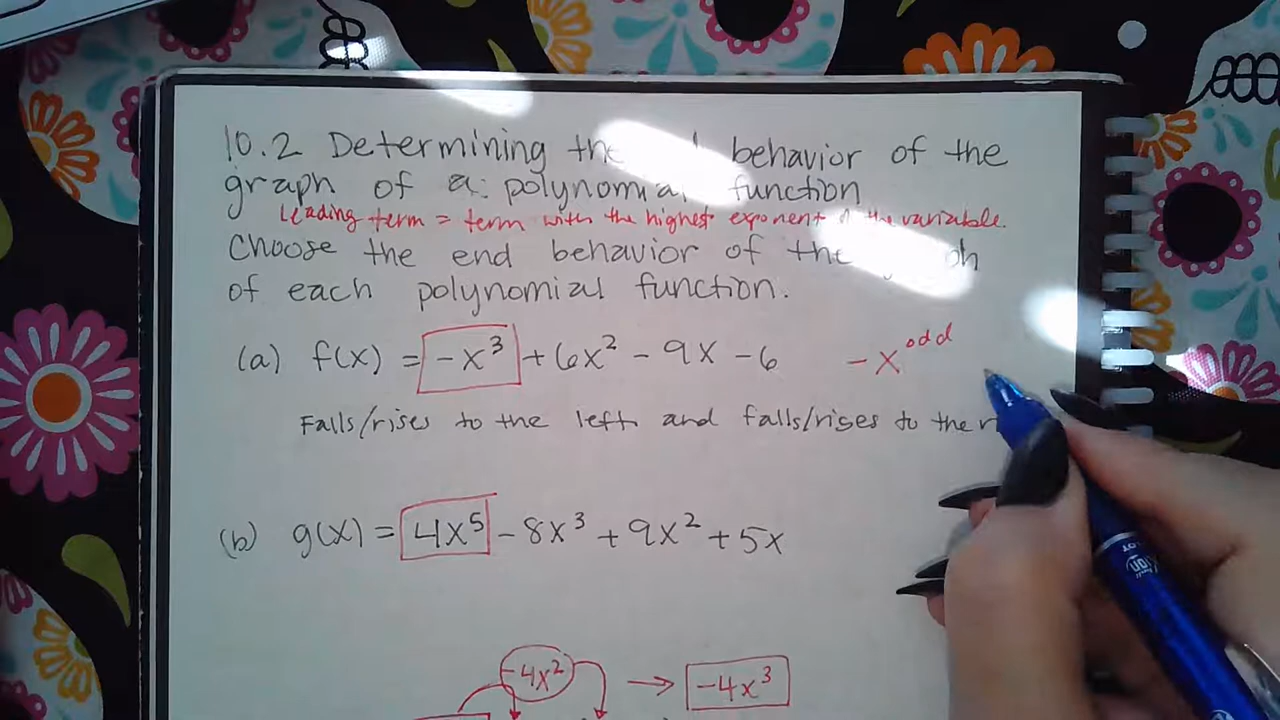 10.2 Determining the behavior of the
graph of a: polynomial function
Leading term = term with the highest exponent the variable.
Choose the end behavior of the
of each polynomial function.
(a) f(x) = -x³ + 6x² - 9x - 6 -x^odd
Falls/rises to the left and falls/rises to the
(b) g(x) = 4x⁵ - 8x³ + 9x² + 5x
-4x² → -4x³